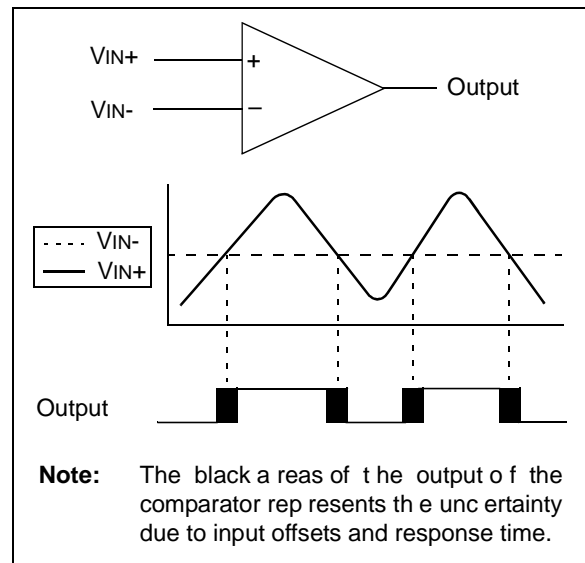 VIN+
+
Output
VIN-
–
VIN-
VIN+
Output
Note: The black a reas of t he output o f the
comparator rep resents th e unc ertainty
due to input offsets and response time.